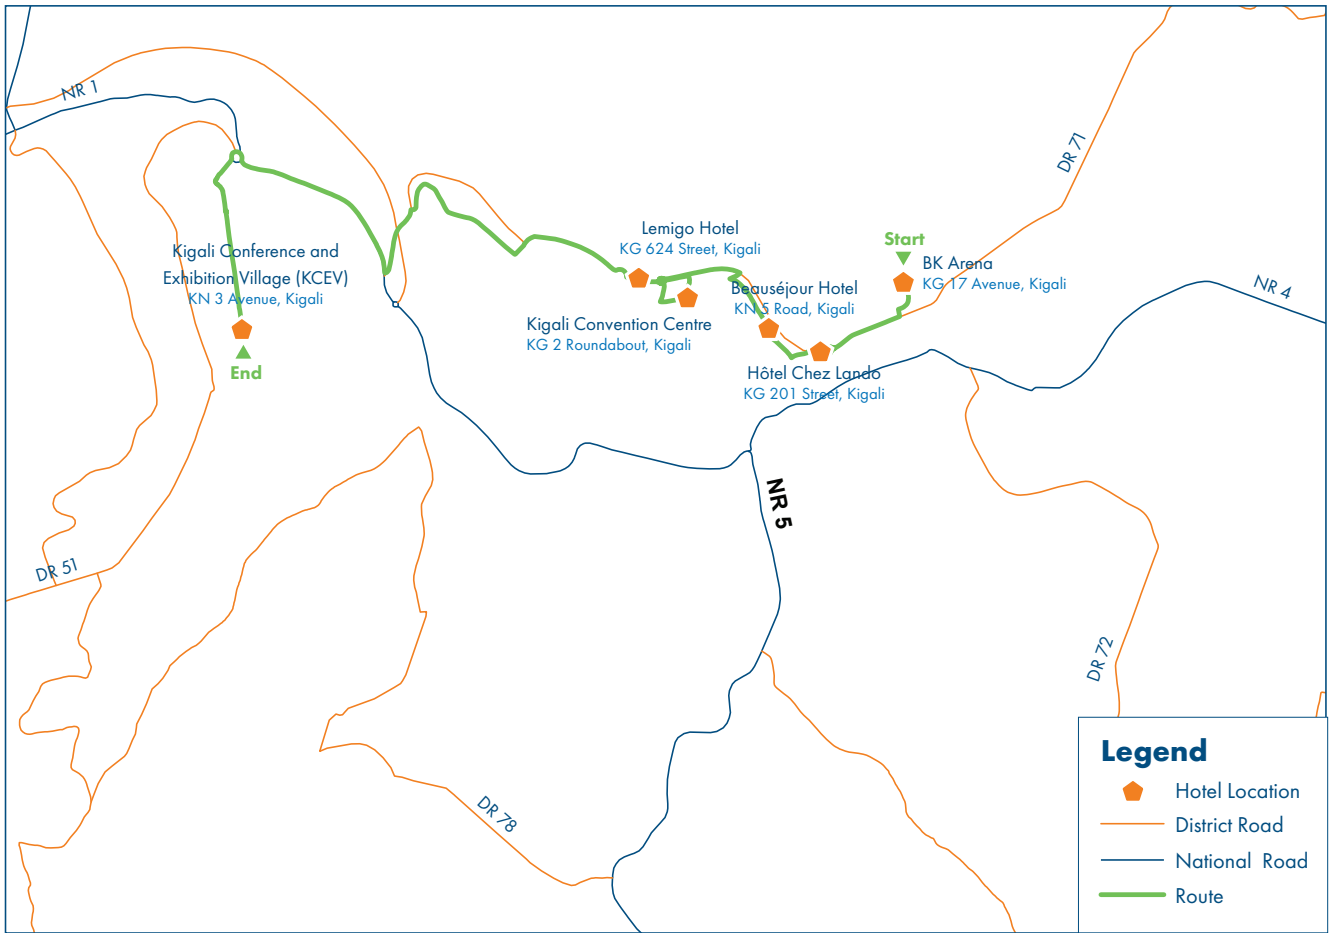 NR 1
DR 71
Lemigo Hotel
KG 624 Street, Kigali
Start
BK Arena
KG 17 Avenue, Kigali
Kigali Conference and
Exhibition Village (KCEV)
KN 3 Avenue, Kigali
Beauséjour Hotel
KN 5 Road, Kigali
NR 4
Kigali Convention Centre
KG 2 Roundabout, Kigali
End
Hôtel Chez Lando
KG 201 Street, Kigali
NR 5
DR 51
DR 72
DR 78
Legend
Hotel Location
District Road
National Road
Route